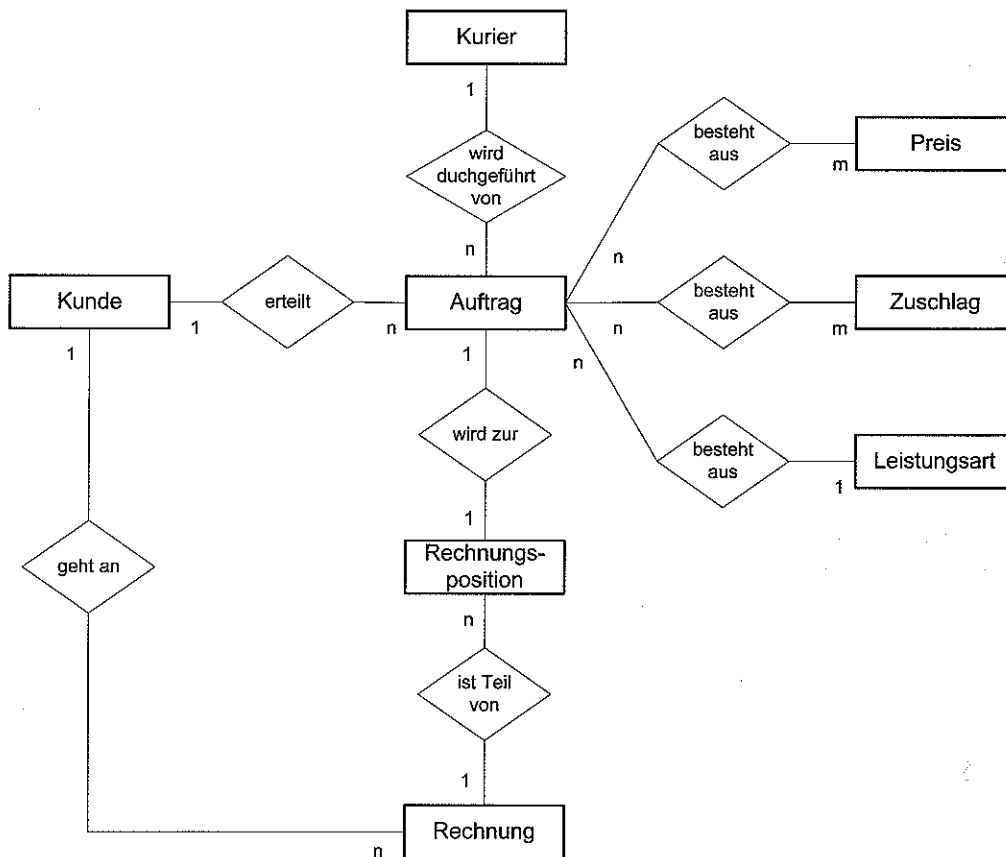 Kurier
1
wird
duchgeführt
von
n
besteht
aus
m
Preis
n
Kunde
1
erteilt
n
Auftrag
n
besteht
aus
m
Zuschlag
1
1
n
wird zur
besteht
aus
1
Leistungsart
1
Rechnungs-
position
geht an
n
ist Teil
von
1
Rechnung
n